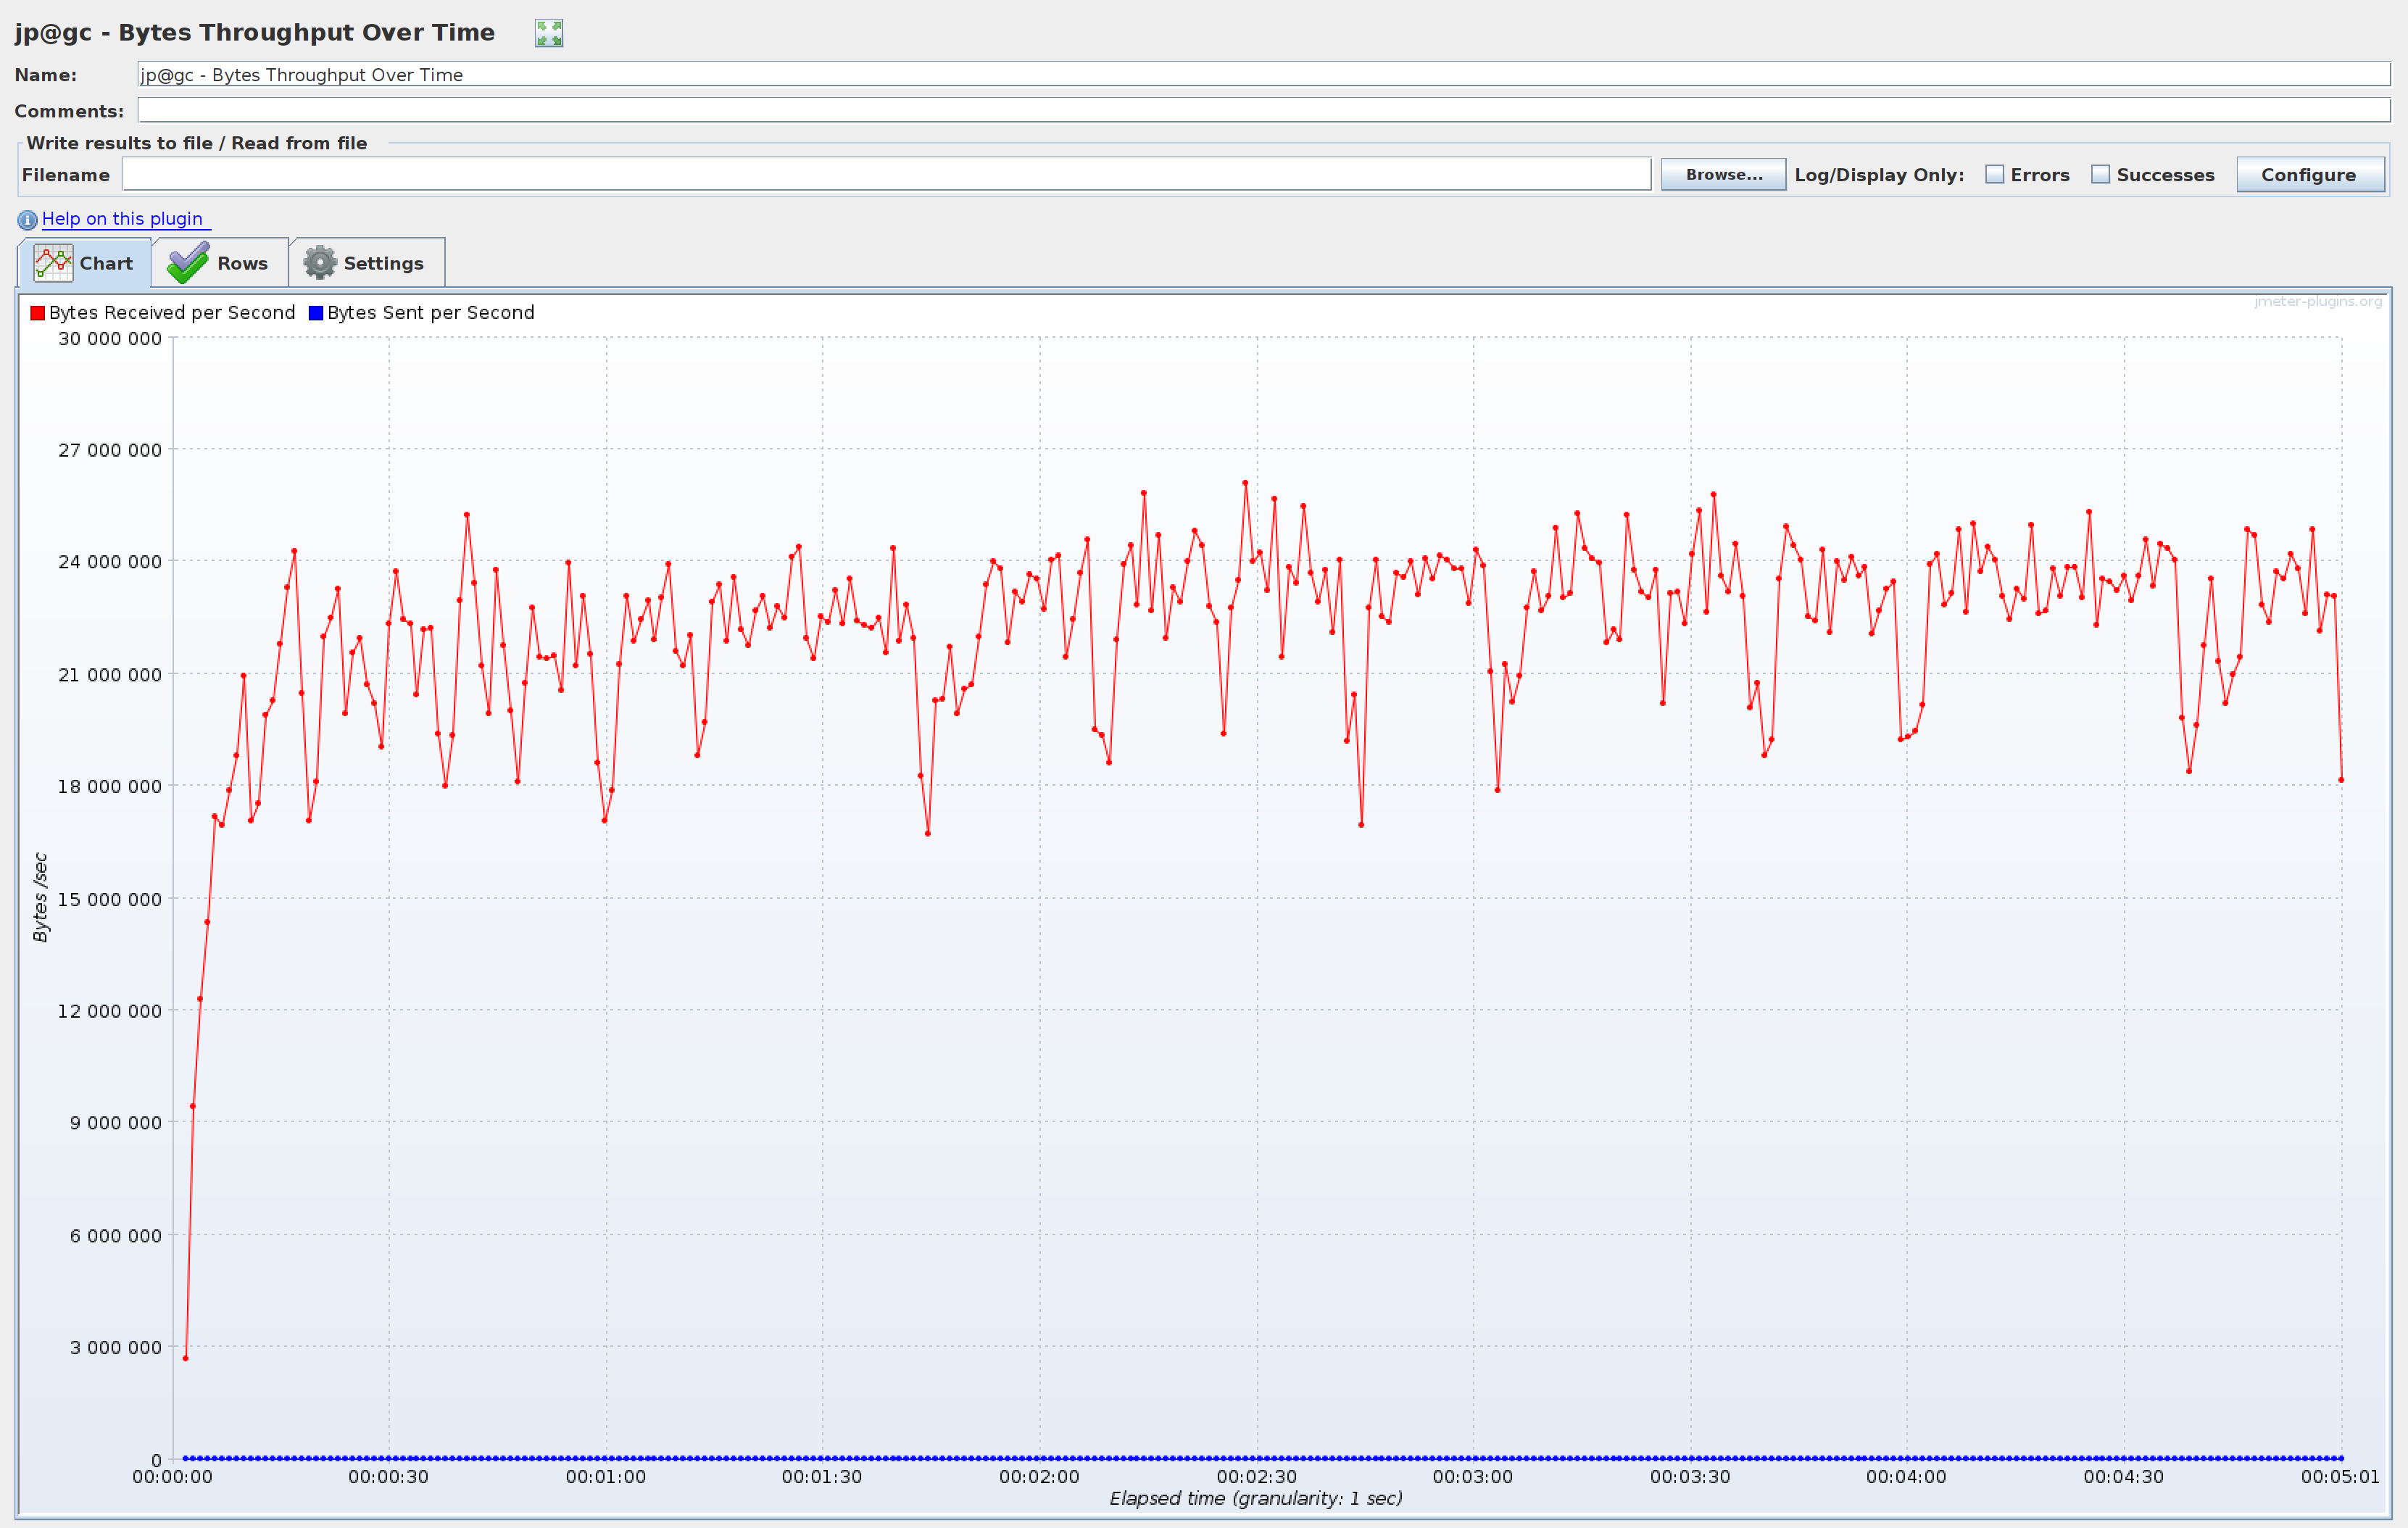 jp@gc - Bytes Throughput Over Time
Name: jp@gc - Bytes Throughput Over Time
Comments:
Write results to file / Read from file
Filename Browse... Log/Display Only: Errors Successes Configure
Help on this plugin
Chart Rows Settings
jmeter-plugins.org
Bytes Received per Second Bytes Sent per Second
30 000 000
27 000 000
24 000 000
21 000 000
18 000 000
15 000 000
12 000 000
9 000 000
6 000 000
3 000 000
0
Bytes /sec
00:00:00 00:00:30 00:01:00 00:01:30 00:02:00 00:02:30 00:03:00 00:03:30 00:04:00 00:04:30 00:05:01
Elapsed time (granularity: 1 sec)